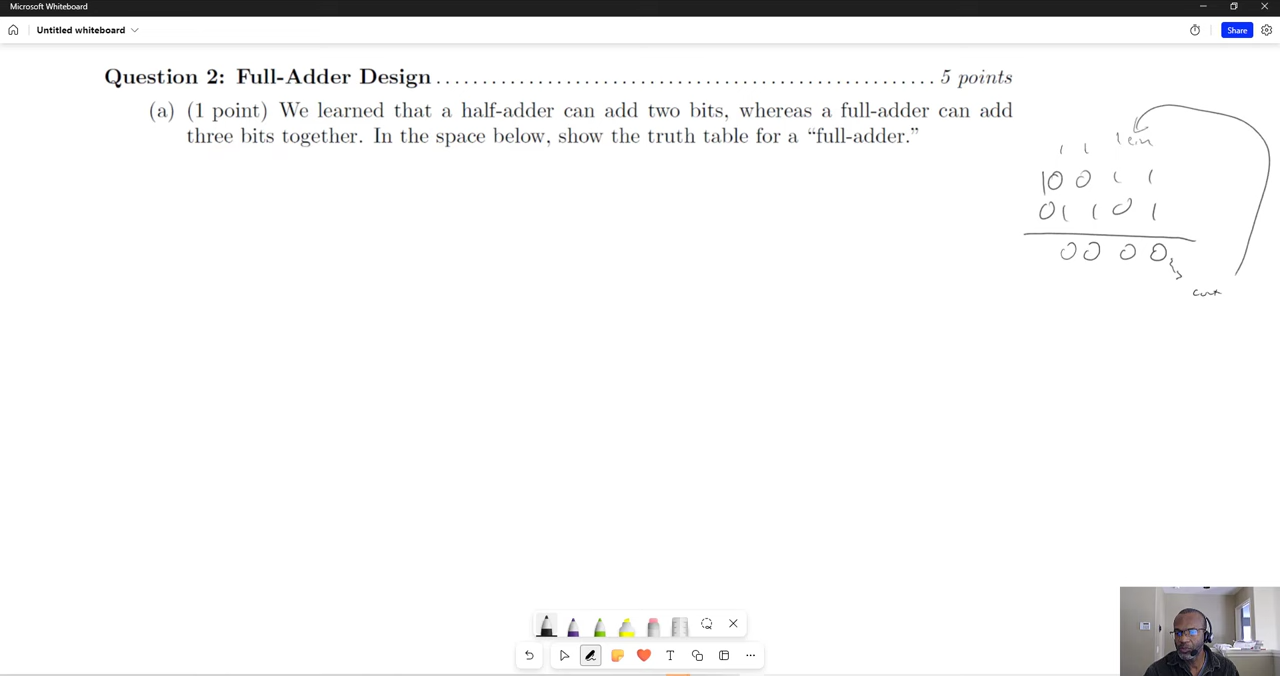 Microsoft Whiteboard
Untitled whiteboard
Share
Question 2: Full-Adder Design . . . . . . . . . . . . . . . . . . . . . . . . . . . . . . . . . . . . . . . . . . . . . . . . . . . . . . 5 points
(a) (1 point) We learned that a half-adder can add two bits, whereas a full-adder can add
three bits together. In the space below, show the truth table for a “full-adder.”
1 1 1 cin
1 0 0 1 1
0 1 1 0 1
0 0 0 0
cout
T